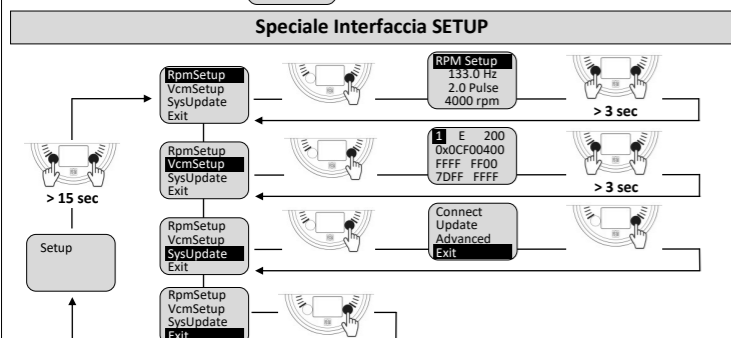 Speciale Interfaccia SETUP
RpmSetup
VcmSetup
SysUpdate
Exit
RPM Setup
133.0 Hz
2.0 Pulse
4000 rpm
> 3 sec
RpmSetup
VcmSetup
SysUpdate
Exit
1 E 200
0x0CF00400
FFFF FF00
7DFF FFFF
> 3 sec
> 15 sec
RpmSetup
VcmSetup
SysUpdate
Exit
Connect
Update
Advanced
Exit
Setup
RpmSetup
VcmSetup
SysUpdate
Exit